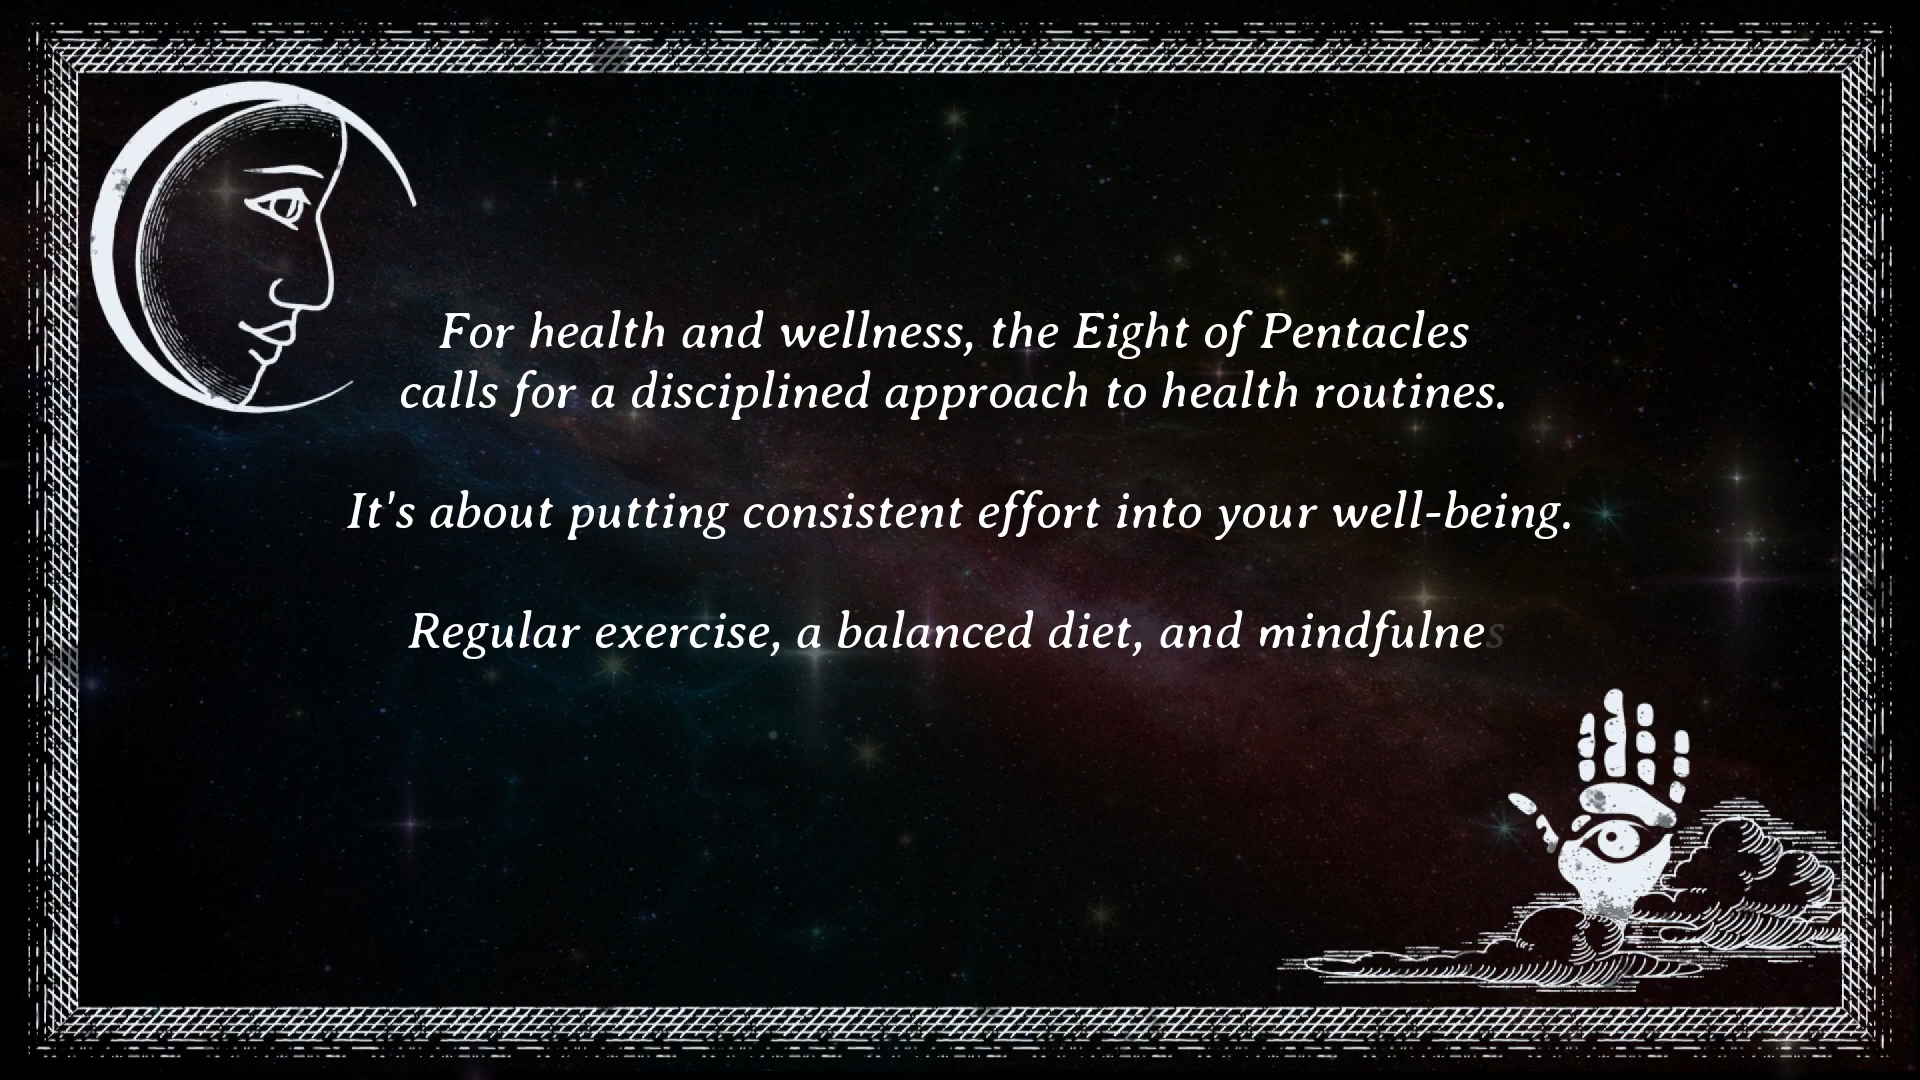 For health and wellness, the Eight of Pentacles
calls for a disciplined approach to health routines.
It's about putting consistent effort into your well-being.
Regular exercise, a balanced diet, and mindfulnes